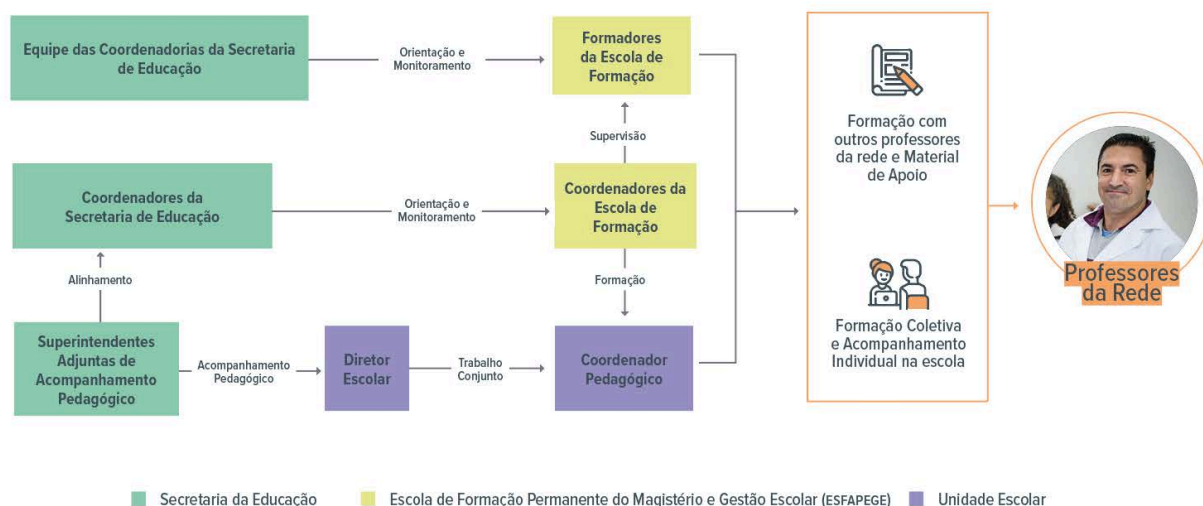 Equipe das Coordenadorias da Secretaria
de Educação
Orientação e
Monitoramento
Formadores
da Escola de
Formação
Supervisão
Coordenadores da
Secretaria de Educação
Orientação e
Monitoramento
Coordenadores da
Escola de
Formação
Alinhamento
Formação
Superintendentes
Adjuntas de
Acompanhamento
Pedagógico
Acompanhamento
Pedagógico
Diretor
Escolar
Trabalho
Conjunto
Coordenador
Pedagógico
Formação com
outros professores
da rede e Material
de Apoio
Formação Coletiva
e Acompanhamento
Individual na escola
Professores
da Rede
Secretaria da Educação
Escola de Formação Permanente do Magistério e Gestão Escolar (ESFAPEGE)
Unidade Escolar